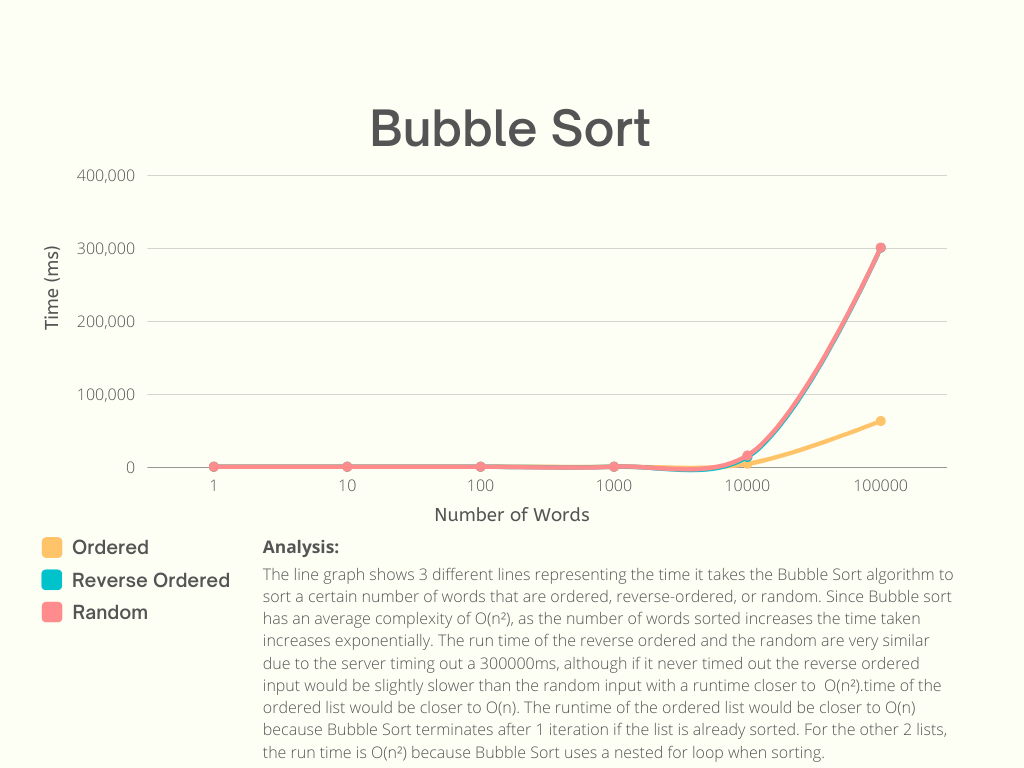 Bubble Sort
400,000
300,000
200,000
100,000
0
Time (ms)
1 10 100 1000 10000 100000
Number of Words
Ordered
Reverse Ordered
Random
Analysis:
The line graph shows 3 different lines representing the time it takes the Bubble Sort algorithm to
sort a certain number of words that are ordered, reverse-ordered, or random. Since Bubble sort
has an average complexity of O(n²), as the number of words sorted increases the time taken
increases exponentially. The run time of the reverse ordered and the random are very similar
due to the server timing out a 300000ms, although if it never timed out the reverse ordered
input would be slightly slower than the random input with a runtime closer to  O(n²).time of the
ordered list would be closer to O(n). The runtime of the ordered list would be closer to O(n)
because Bubble Sort terminates after 1 iteration if the list is already sorted. For the other 2 lists,
the run time is O(n²) because Bubble Sort uses a nested for loop when sorting.